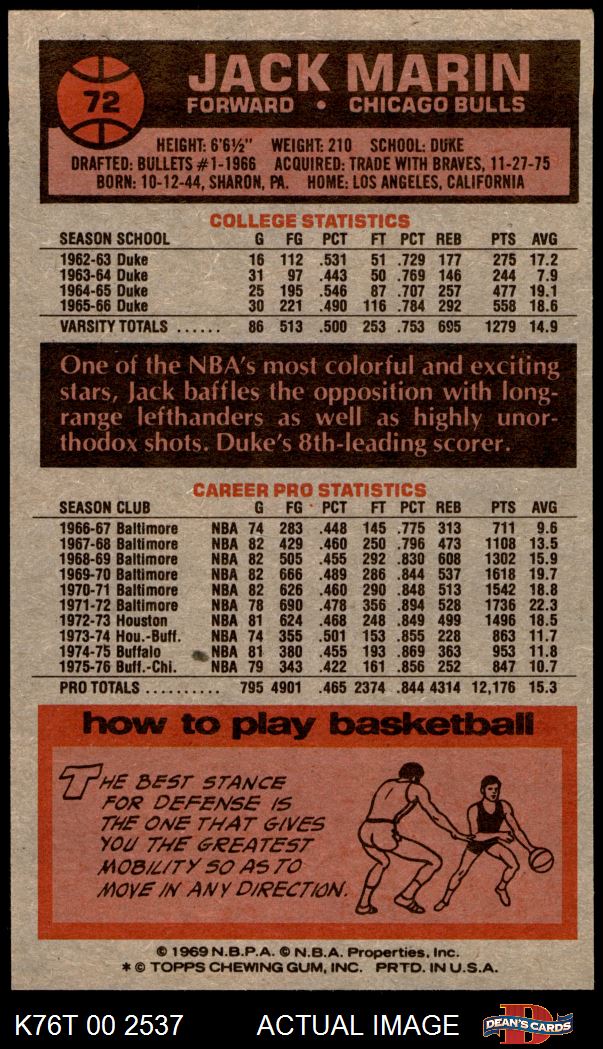 72
JACK MARIN
FORWARD • CHICAGO BULLS
HEIGHT: 6'6½" WEIGHT: 210 SCHOOL: DUKE
DRAFTED: BULLETS #1-1966 ACQUIRED: TRADE WITH BRAVES, 11-27-75
BORN: 10-12-44, SHARON, PA. HOME: LOS ANGELES, CALIFORNIA
COLLEGE STATISTICS
SEASON SCHOOL G FG PCT FT PCT REB PTS AVG
1962-63 Duke 16 112 .531 51 .729 177 275 17.2
1963-64 Duke 31 97 .443 50 .769 146 244 7.9
1964-65 Duke 25 195 .546 87 .707 257 477 19.1
1965-66 Duke 30 221 .490 116 .784 292 558 18.6
VARSITY TOTALS ...... 86 513 .500 253 .753 695 1279 14.9
One of the NBA's most colorful and exciting
stars, Jack baffles the opposition with long-
range lefthanders as well as highly unor-
thodox shots. Duke's 8th-leading scorer.
CAREER PRO STATISTICS
SEASON CLUB G FG PCT FT PCT REB PTS AVG
1966-67 Baltimore NBA 74 283 .448 145 .775 313 711 9.6
1967-68 Baltimore NBA 82 429 .460 250 .796 473 1108 13.5
1968-69 Baltimore NBA 82 505 .455 292 .830 608 1302 15.9
1969-70 Baltimore NBA 82 666 .489 286 .844 537 1618 19.7
1970-71 Baltimore NBA 82 626 .460 290 .848 513 1542 18.8
1971-72 Baltimore NBA 78 690 .478 356 .894 528 1736 22.3
1972-73 Houston NBA 81 624 .468 248 .849 499 1496 18.5
1973-74 Hou.-Buff. NBA 74 355 .501 153 .855 228 863 11.7
1974-75 Buffalo NBA 81 380 .455 193 .869 363 953 11.8
1975-76 Buff.-Chi. NBA 79 343 .422 161 .856 252 847 10.7
PRO TOTALS .......... 795 4901 .465 2374 .844 4314 12,176 15.3
how to play basketball
THE BEST STANCE
FOR DEFENSE IS
THE ONE THAT GIVES
YOU THE GREATEST
MOBILITY SO AS TO
MOVE IN ANY DIRECTION.
© 1969 N.B.P.A. © N.B.A. Properties, Inc.
* © TOPPS CHEWING GUM, INC. PRTD. IN U.S.A.
K76T 00 2537 ACTUAL IMAGE D DEAN'S CARDS